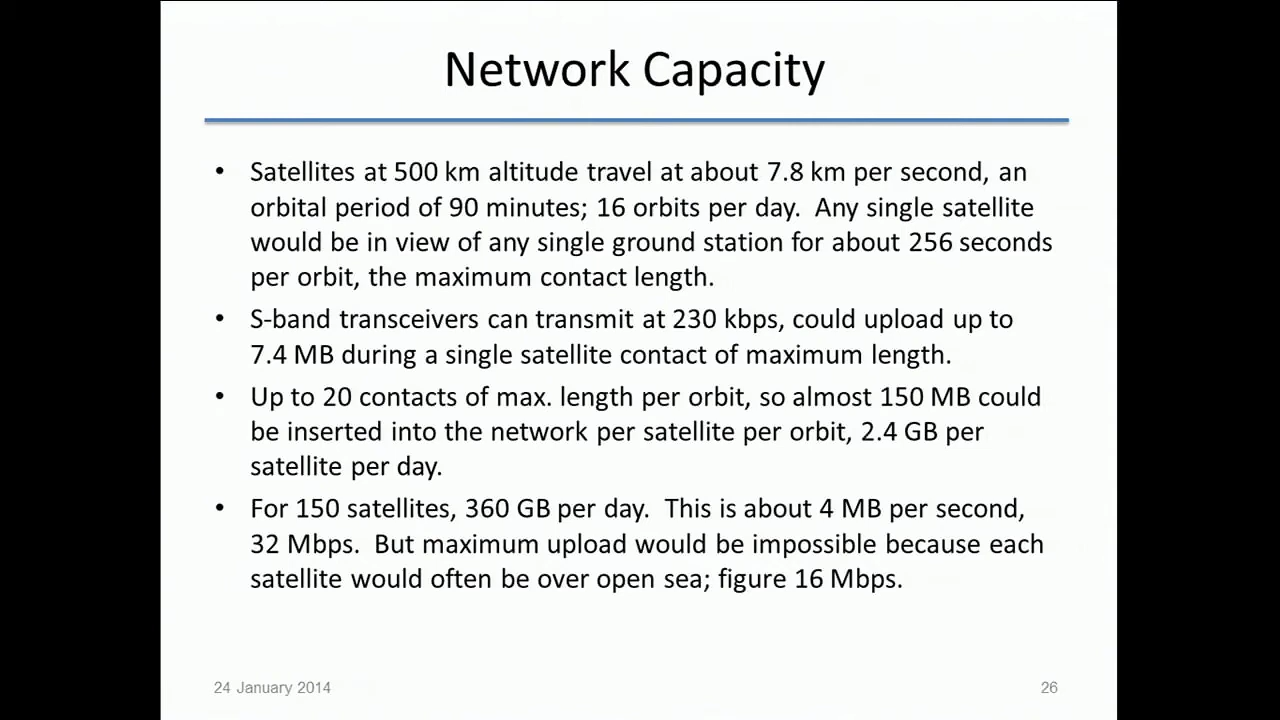 Network Capacity
• Satellites at 500 km altitude travel at about 7.8 km per second, an
orbital period of 90 minutes; 16 orbits per day.  Any single satellite
would be in view of any single ground station for about 256 seconds
per orbit, the maximum contact length.
• S-band transceivers can transmit at 230 kbps, could upload up to
7.4 MB during a single satellite contact of maximum length.
• Up to 20 contacts of max. length per orbit, so almost 150 MB could
be inserted into the network per satellite per orbit, 2.4 GB per
satellite per day.
• For 150 satellites, 360 GB per day.  This is about 4 MB per second,
32 Mbps.  But maximum upload would be impossible because each
satellite would often be over open sea; figure 16 Mbps.
24 January 2014
26